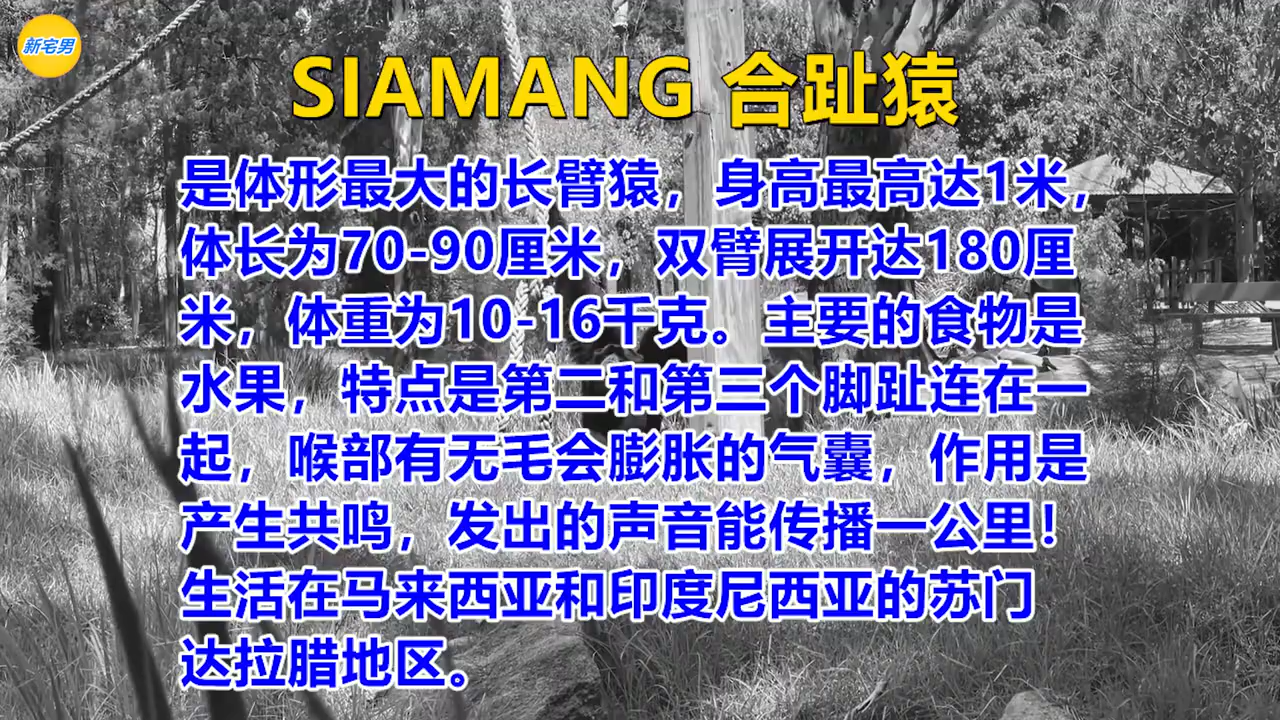 新宅男
SIAMANG 合趾猿
是体形最大的长臂猿，身高最高达1米，
体长为70-90厘米，双臂展开达180厘
米，体重为10-16千克。主要的食物是
水果，特点是第二和第三个脚趾连在一
起，喉部有无毛会膨胀的气囊，作用是
产生共鸣，发出的声音能传播一公里！
生活在马来西亚和印度尼西亚的苏门
达拉腊地区。